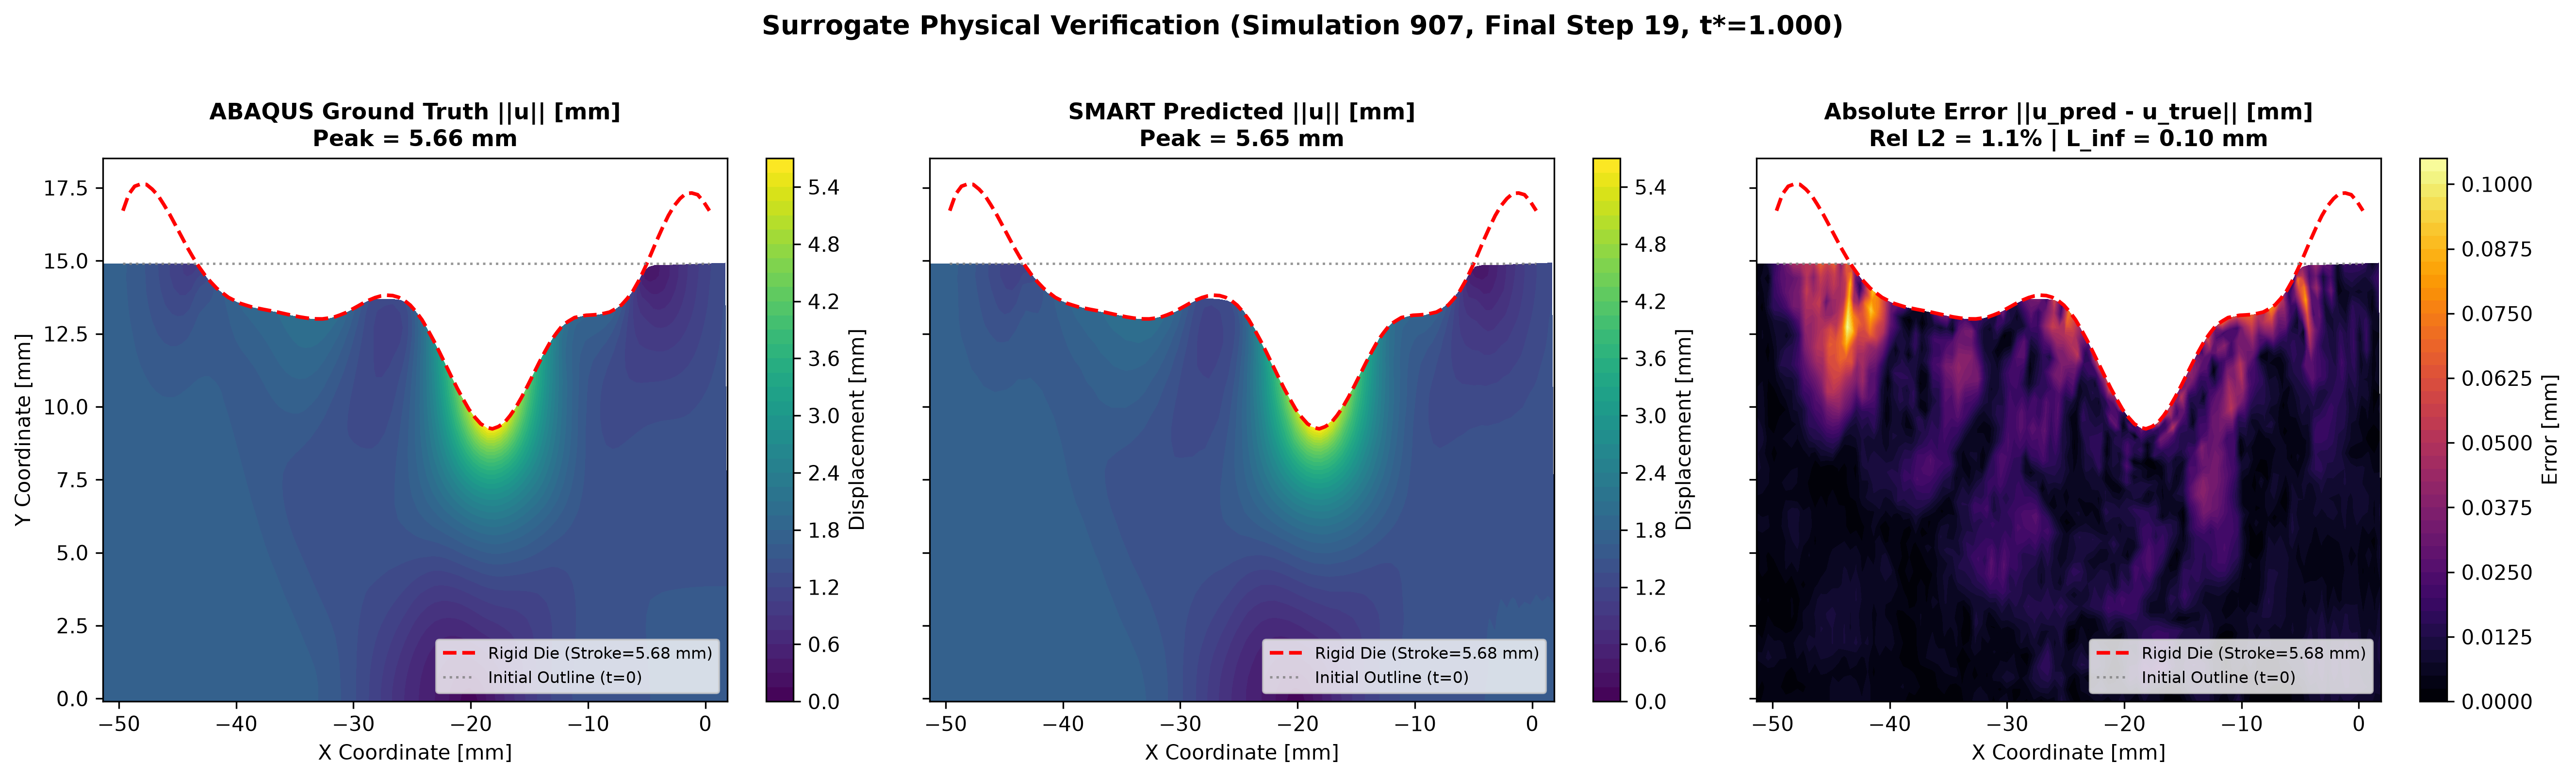 Surrogate Physical Verification (Simulation 907, Final Step 19, t*=1.000)
ABAQUS Ground Truth ||u|| [mm]
Peak = 5.66 mm
17.5
15.0
12.5
10.0
7.5
5.0
2.5
0.0
Y Coordinate [mm]
−50
−40
−30
−20
−10
0
X Coordinate [mm]
Rigid Die (Stroke=5.68 mm)
Initial Outline (t=0)
5.4
4.8
4.2
3.6
3.0
2.4
1.8
1.2
0.6
0.0
Displacement [mm]
SMART Predicted ||u|| [mm]
Peak = 5.65 mm
−50
−40
−30
−20
−10
0
X Coordinate [mm]
Rigid Die (Stroke=5.68 mm)
Initial Outline (t=0)
5.4
4.8
4.2
3.6
3.0
2.4
1.8
1.2
0.6
0.0
Displacement [mm]
Absolute Error ||u_pred - u_true|| [mm]
Rel L2 = 1.1% | L_inf = 0.10 mm
−50
−40
−30
−20
−10
0
X Coordinate [mm]
Rigid Die (Stroke=5.68 mm)
Initial Outline (t=0)
0.1000
0.0875
0.0750
0.0625
0.0500
0.0375
0.0250
0.0125
0.0000
Error [mm]